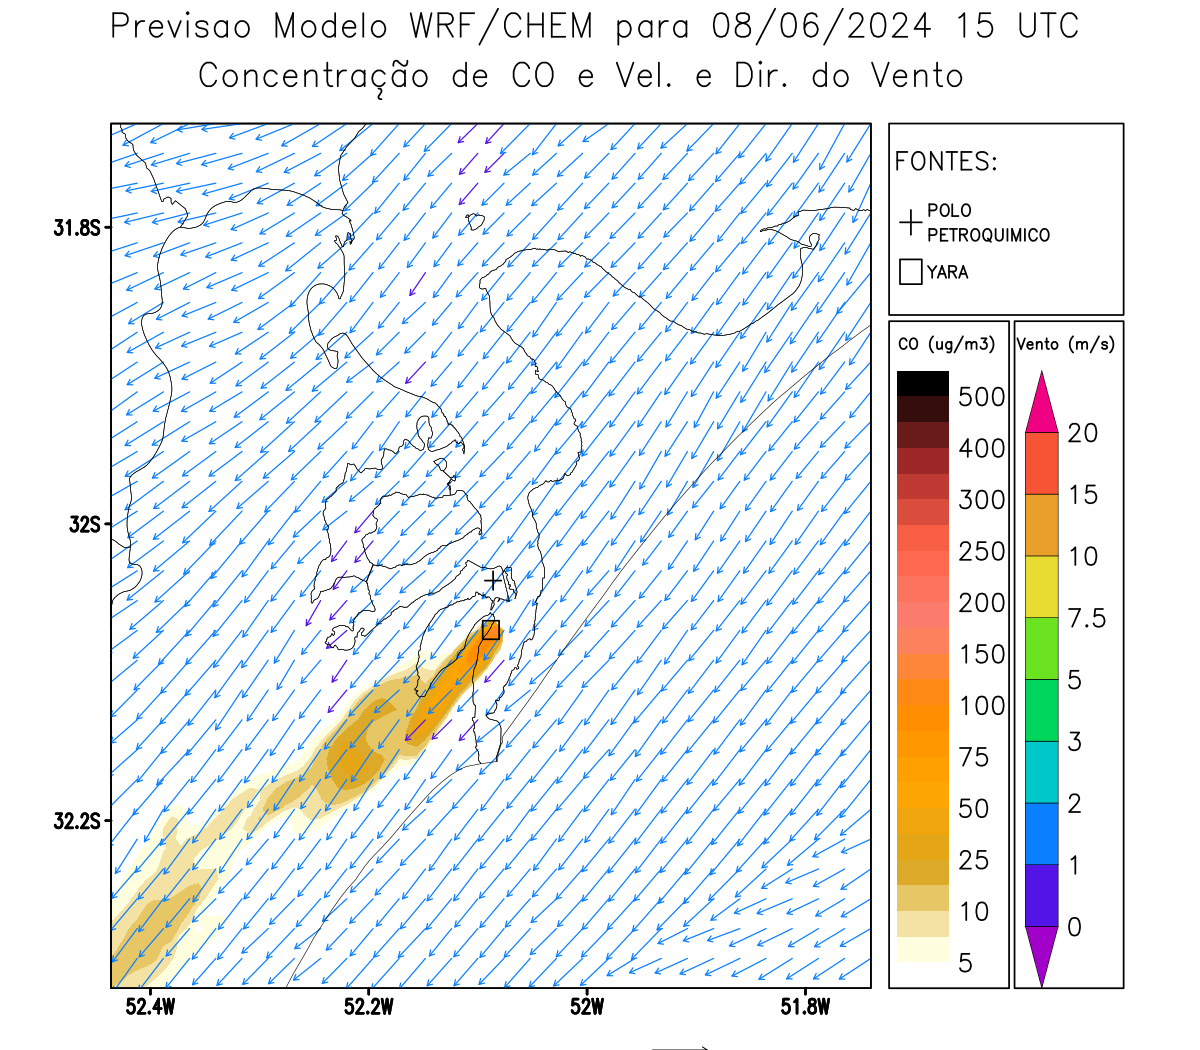 Previsao Modelo WRF/CHEM para 08/06/2024 15 UTC
Concentração de CO e Vel. e Dir. do Vento
FONTES:
POLO
PETROQUIMICO
YARA
CO (ug/m3)
500
400
300
250
200
150
100
75
50
25
10
5
Vento (m/s)
20
15
10
7.5
5
3
2
1
0
31.8S
32S
32.2S
52.4W
52.2W
52W
51.8W